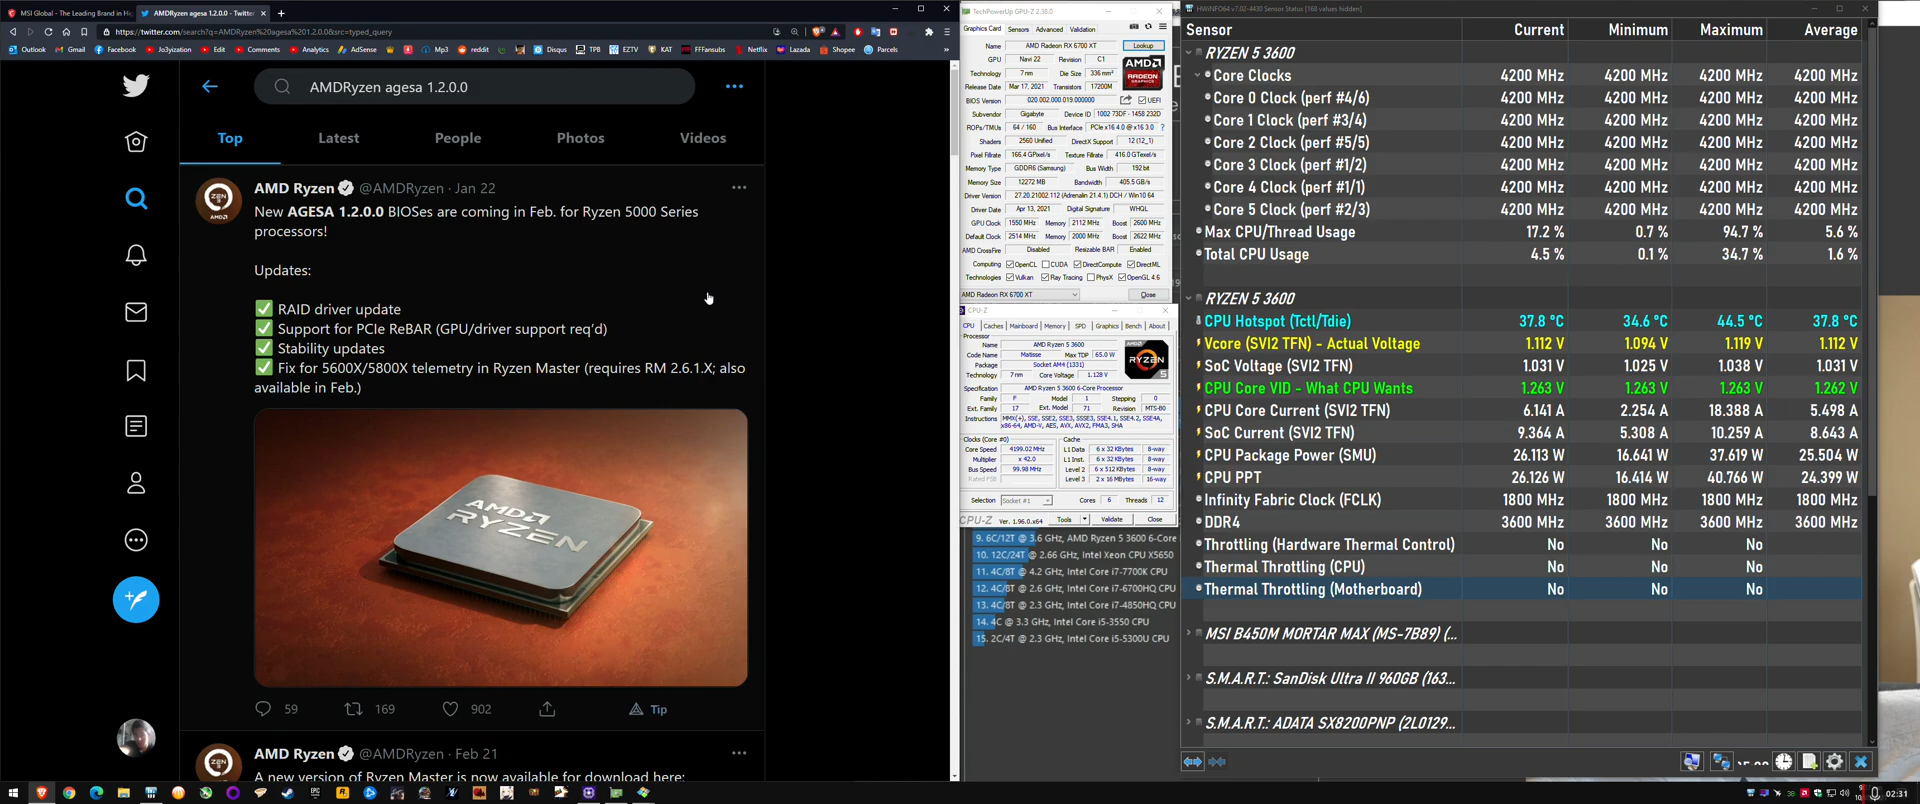 MSI Global - The Leading Brand in Hi
AMDRyzen agesa 1.2.0.0 - Twitter
https://twitter.com/search?q=AMDRyzen%20agesa%201.2.0.0&src=typed_query
Outlook
Gmail
Facebook
Jo3yization
Edit
Comments
Analytics
AdSense
Mp3
reddit
Disqus
TPB
EZTV
KAT
FFFansubs
Netflix
Lazada
Shopee
Parcels
AMDRyzen agesa 1.2.0.0
Top
Latest
People
Photos
Videos
AMD Ryzen @AMDRyzen · Jan 22
New AGESA 1.2.0.0 BIOSes are coming in Feb. for Ryzen 5000 Series
processors!
Updates:
✅ RAID driver update
✅ Support for PCIe ReBAR (GPU/driver support req'd)
✅ Stability updates
✅ Fix for 5600X/5800X telemetry in Ryzen Master (requires RM 2.6.1.X; also
available in Feb.)
AMD
RYZEN
59
169
902
Tip
AMD Ryzen @AMDRyzen · Feb 21
A new version of Ryzen Master is now available for download here:
TechPowerUp GPU-Z 2.38.0
Graphics Card Sensors Advanced Validation
Name AMD Radeon RX 6700 XT Lookup
GPU Navi 22 Revision C1
Technology 7 nm Die Size 336 mm²
Release Date Mar 17, 2021 Transistors 17200M
BIOS Version 020.002.000.019.000000 UEFI
Subvendor Gigabyte Device ID 1002 73DF - 1458 232D
ROPs/TMUs 64 / 160 Bus Interface PCIe x16 4.0 @ x16 3.0 ?
Shaders 2560 Unified DirectX Support 12 (12_1)
Pixel Fillrate 166.4 GPixel/s Texture Fillrate 416.0 GTexel/s
Memory Type GDDR6 (Samsung) Bus Width 192 bit
Memory Size 12272 MB Bandwidth 405.5 GB/s
Driver Version 27.20.21002.112 (Adrenalin 21.4.1) DCH / Win10 64
Driver Date Apr 13, 2021 Digital Signature WHQL
GPU Clock 1550 MHz Memory 2112 MHz Boost 2600 MHz
Default Clock 2514 MHz Memory 2000 MHz Boost 2622 MHz
AMD CrossFire Disabled Resizable BAR Enabled
Computing OpenCL CUDA DirectCompute DirectML
Technologies Vulkan Ray Tracing PhysX OpenGL 4.6
AMD Radeon RX 6700 XT Close
AMD
RADEON
GRAPHICS
CPU-Z
CPU Caches Mainboard Memory SPD Graphics Bench About
Processor
Name AMD Ryzen 5 3600
Code Name Matisse Max TDP 65.0 W
Package Socket AM4 (1331)
Technology 7 nm Core Voltage 1.128 V
Specification AMD Ryzen 5 3600 6-Core Processor
Family F Model 1 Stepping 0
Ext. Family 17 Ext. Model 71 Revision MTS-B0
Instructions MMX(+), SSE, SSE2, SSE3, SSSE3, SSE4.1, SSE4.2, SSE4A,
x86-64, AMD-V, AES, AVX, AVX2, FMA3, SHA
AMD
RYZEN
5
Clocks (Core #0)
Core Speed 4199.02 MHz
Multiplier x 42.0
Bus Speed 99.98 MHz
Rated FSB
Cache
L1 Data 6 x 32 KBytes 8-way
L1 Inst. 6 x 32 KBytes 8-way
Level 2 6 x 512 KBytes 8-way
Level 3 2 x 16 MBytes 16-way
Selection Socket #1 Cores 6 Threads 12
CPU-Z Ver. 1.96.0.x64 Tools Validate Close
9. 6C/12T @ 3.6 GHz, AMD Ryzen 5 3600 6-Core
10. 12C/24T @ 2.66 GHz, Intel Xeon CPU X5650
11. 4C/8T @ 4.2 GHz, Intel Core i7-7700K CPU
12. 4C/8T @ 2.6 GHz, Intel Core i7-6700HQ CPU
13. 4C/8T @ 2.3 GHz, Intel Core i7-4850HQ CPU
14. 4C @ 3.3 GHz, Intel Core i5-3550 CPU
15. 2C/4T @ 2.3 GHz, Intel Core i5-5300U CPU
HWiNFO64 v7.02-4430 Sensor Status [168 values hidden]
Sensor Current Minimum Maximum Average
RYZEN 5 3600
Core Clocks 4200 MHz 4200 MHz 4200 MHz 4200 MHz
Core 0 Clock (perf #4/6) 4200 MHz 4200 MHz 4200 MHz 4200 MHz
Core 1 Clock (perf #3/4) 4200 MHz 4200 MHz 4200 MHz 4200 MHz
Core 2 Clock (perf #5/5) 4200 MHz 4200 MHz 4200 MHz 4200 MHz
Core 3 Clock (perf #1/2) 4200 MHz 4200 MHz 4200 MHz 4200 MHz
Core 4 Clock (perf #1/1) 4200 MHz 4200 MHz 4200 MHz 4200 MHz
Core 5 Clock (perf #2/3) 4200 MHz 4200 MHz 4200 MHz 4200 MHz
Max CPU/Thread Usage 17.2 % 0.7 % 94.7 % 5.6 %
Total CPU Usage 4.5 % 0.1 % 34.7 % 1.6 %
RYZEN 5 3600
CPU Hotspot (Tctl/Tdie) 37.8 °C 34.6 °C 44.5 °C 37.8 °C
Vcore (SVI2 TFN) - Actual Voltage 1.112 V 1.094 V 1.119 V 1.112 V
SoC Voltage (SVI2 TFN) 1.031 V 1.025 V 1.038 V 1.031 V
CPU Core VID - What CPU Wants 1.263 V 1.263 V 1.263 V 1.262 V
CPU Core Current (SVI2 TFN) 6.141 A 2.254 A 18.388 A 5.498 A
SoC Current (SVI2 TFN) 9.364 A 5.308 A 10.259 A 8.643 A
CPU Package Power (SMU) 26.113 W 16.641 W 37.619 W 25.504 W
CPU PPT 26.126 W 16.414 W 40.766 W 24.399 W
Infinity Fabric Clock (FCLK) 1800 MHz 1800 MHz 1800 MHz 1800 MHz
DDR4 3600 MHz 3600 MHz 3600 MHz 3600 MHz
Throttling (Hardware Thermal Control) No No No
Thermal Throttling (CPU) No No No
Thermal Throttling (Motherboard) No No No
MSI B450M MORTAR MAX (MS-7B89) (...
S.M.A.R.T.: SanDisk Ultra II 960GB (163...
S.M.A.R.T.: ADATA SX8200PNP (2L0129...
02:31